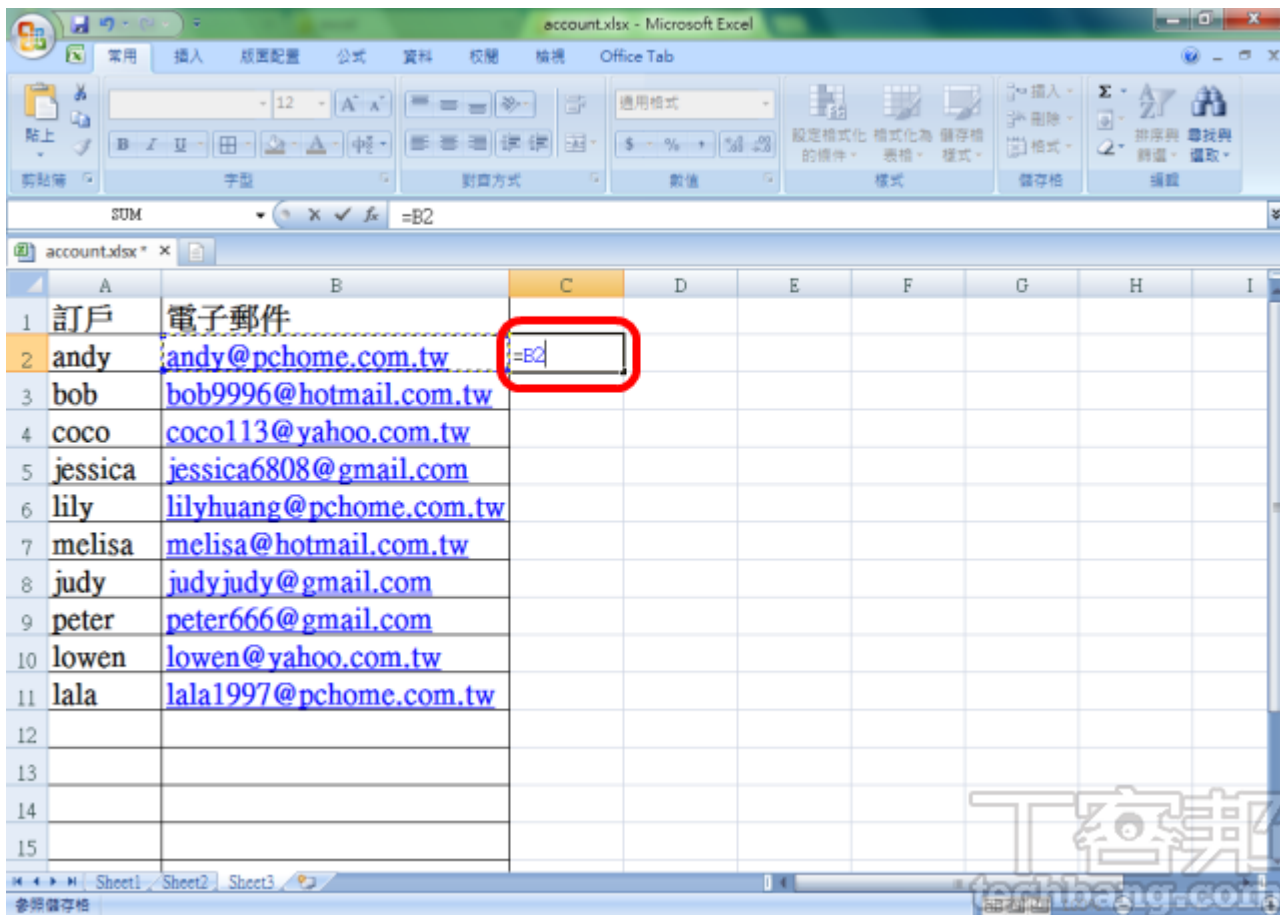 account.xlsx - Microsoft Excel
常用 插入 版面配置 公式 資料 校閱 檢視 Office Tab
貼上
12
B I U
通用格式
$ % ,
設定格式化的條件
格式化為表格
儲存格樣式
插入
刪除
格式
Σ
排序與篩選
尋找與選取
剪貼簿 字型 對齊方式 數值 樣式 儲存格 編輯
SUM fx =B2
account.xlsx *
A B C D E F G H I
1 訂戶 電子郵件
2 andy andy@pchome.com.tw =B2
3 bob bob9996@hotmail.com.tw
4 coco coco113@yahoo.com.tw
5 jessica jessica6808@gmail.com
6 lily lilyhuang@pchome.com.tw
7 melisa melisa@hotmail.com.tw
8 judy judyjudy@gmail.com
9 peter peter666@gmail.com
10 lowen lowen@yahoo.com.tw
11 lala lala1997@pchome.com.tw
12
13
14
15
T客邦
techbang.com
Sheet1 Sheet2 Sheet3
參照儲存格